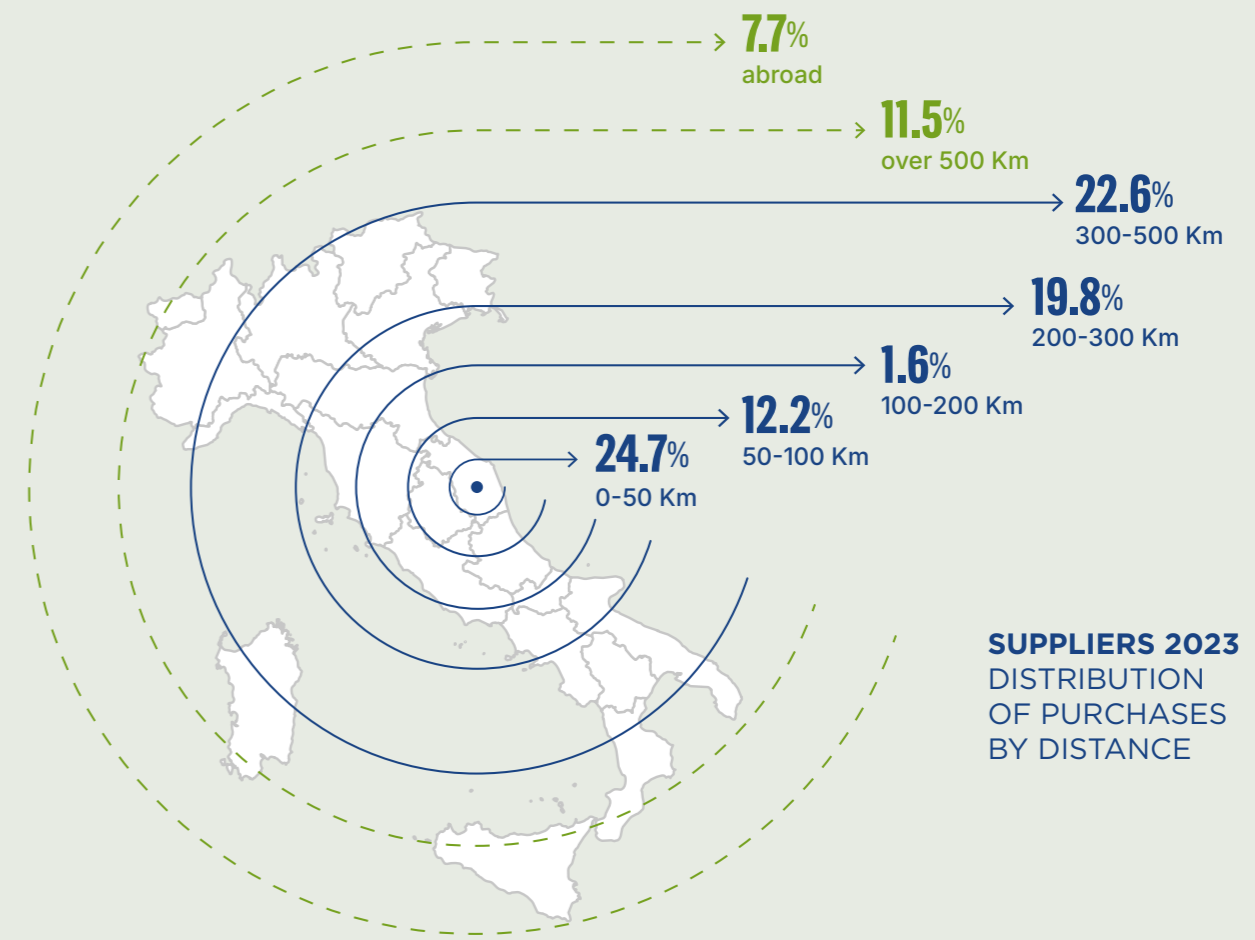 7.7%
abroad
11.5%
over 500 Km
22.6%
300-500 Km
19.8%
200-300 Km
1.6%
100-200 Km
12.2%
50-100 Km
24.7%
0-50 Km
SUPPLIERS 2023
DISTRIBUTION
OF PURCHASES
BY DISTANCE